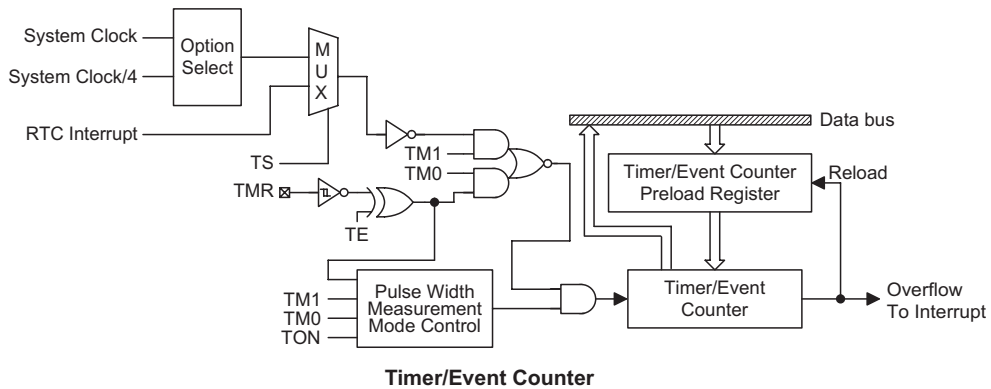 System Clock
System Clock/4
Option
Select
M
U
X
RTC Interrupt
TS
TMR
TE
TM1
TM0
Data bus
Timer/Event Counter
Preload Register
Reload
TM1
TM0
TON
Pulse Width
Measurement
Mode Control
Timer/Event
Counter
Overflow
To Interrupt
Timer/Event Counter